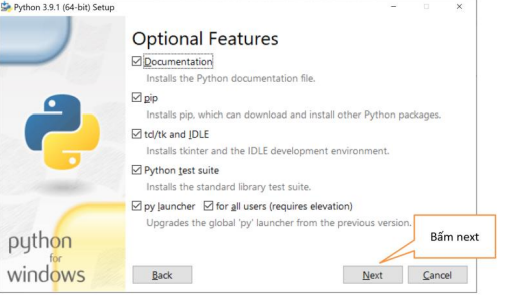 Python 3.9.1 (64-bit) Setup
Optional Features
Documentation
Installs the Python documentation file.
pip
Installs pip, which can download and install other Python packages.
tcl/tk and IDLE
Installs tkinter and the IDLE development environment.
Python test suite
Installs the standard library test suite.
py launcher for all users (requires elevation)
Upgrades the global 'py' launcher from the previous version.
Bấm next
python
for
windows
Back Next Cancel